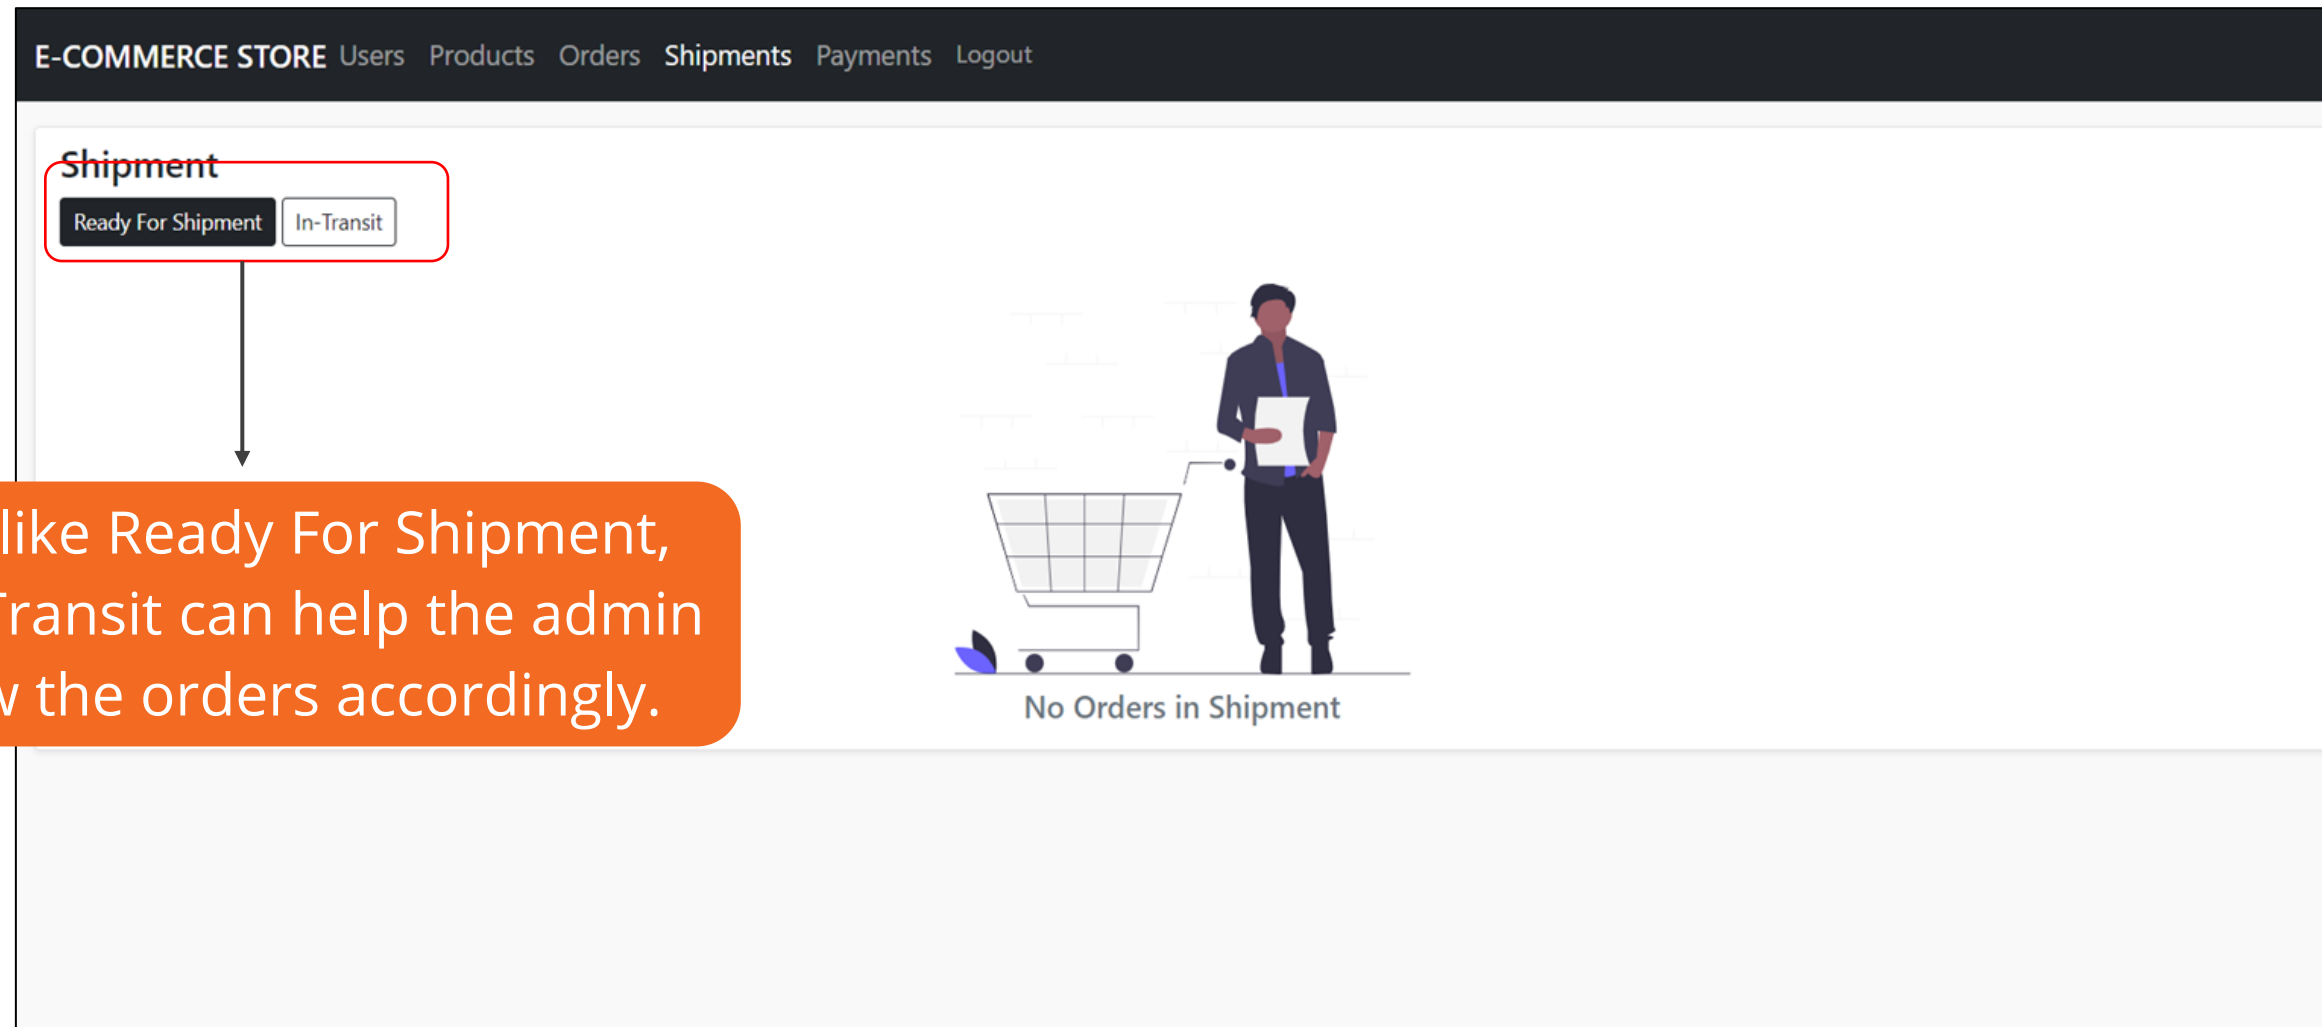 E-COMMERCE STORE Users Products Orders Shipments Payments Logout
Shipment
Ready For Shipment In-Transit
like Ready For Shipment,
Transit can help the admin
the orders accordingly.
No Orders in Shipment